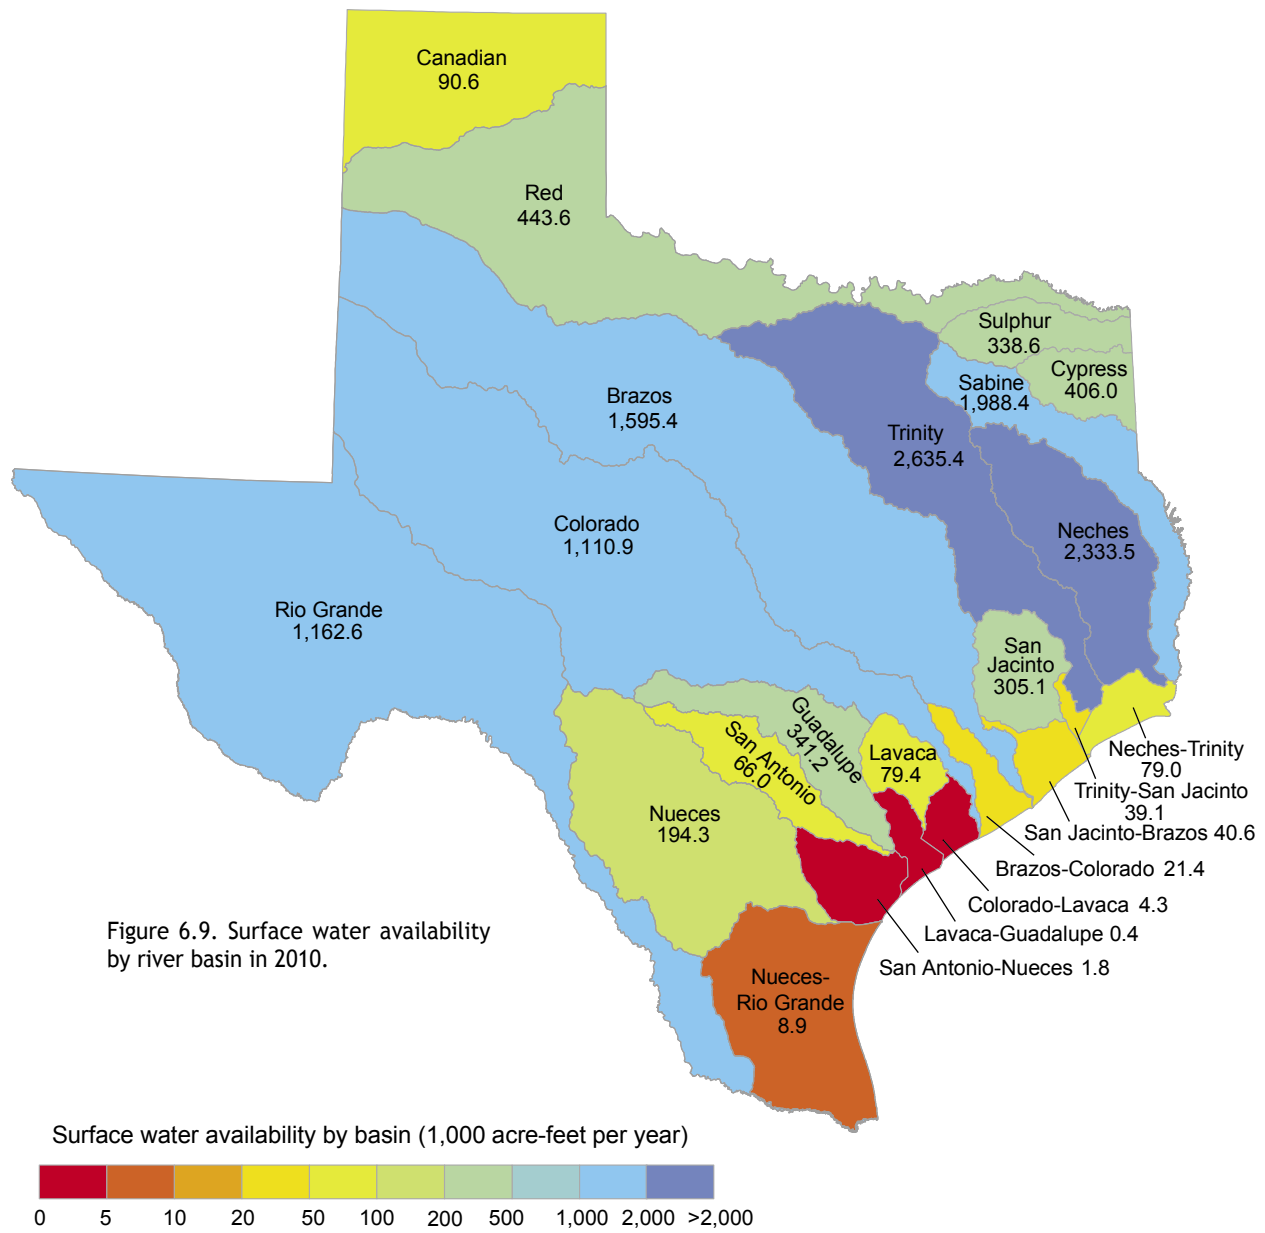 Canadian
90.6
Red
443.6
Sulphur
338.6
Cypress
406.0
Sabine
1,988.4
Brazos
1,595.4
Trinity
2,635.4
Neches
2,333.5
Colorado
1,110.9
Rio Grande
1,162.6
San
Jacinto
305.1
Guadalupe
341.2
San Antonio
66.0
Lavaca
79.4
Nueces
194.3
Neches-Trinity
79.0
Trinity-San Jacinto
39.1
San Jacinto-Brazos 40.6
Brazos-Colorado 21.4
Colorado-Lavaca 4.3
Lavaca-Guadalupe 0.4
San Antonio-Nueces 1.8
Nueces-
Rio Grande
8.9
Figure 6.9. Surface water availability
by river basin in 2010.
Surface water availability by basin (1,000 acre-feet per year)
0 5 10 20 50 100 200 500 1,000 2,000 >2,000